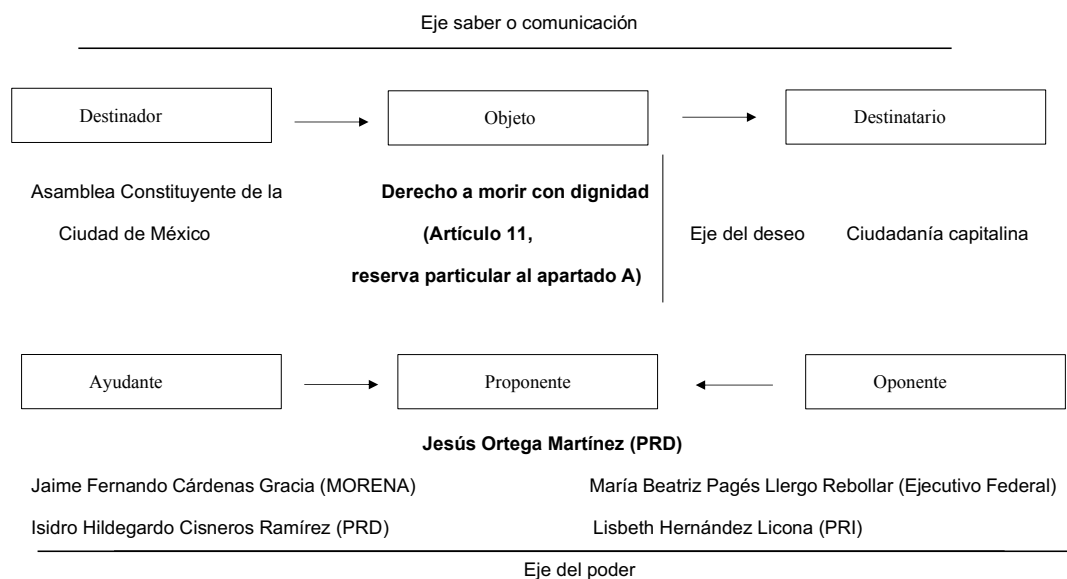 Eje saber o comunicación
Destinador
Objeto
Destinatario
Asamblea Constituyente de la
Ciudad de México
Derecho a morir con dignidad
(Artículo 11,
reserva particular al apartado A)
Eje del deseo
Ciudadanía capitalina
Ayudante
Proponente
Oponente
Jesús Ortega Martínez (PRD)
Jaime Fernando Cárdenas Gracia (MORENA)
María Beatriz Pagés Llergo Rebollar (Ejecutivo Federal)
Isidro Hildegardo Cisneros Ramírez (PRD)
Lisbeth Hernández Licona (PRI)
Eje del poder